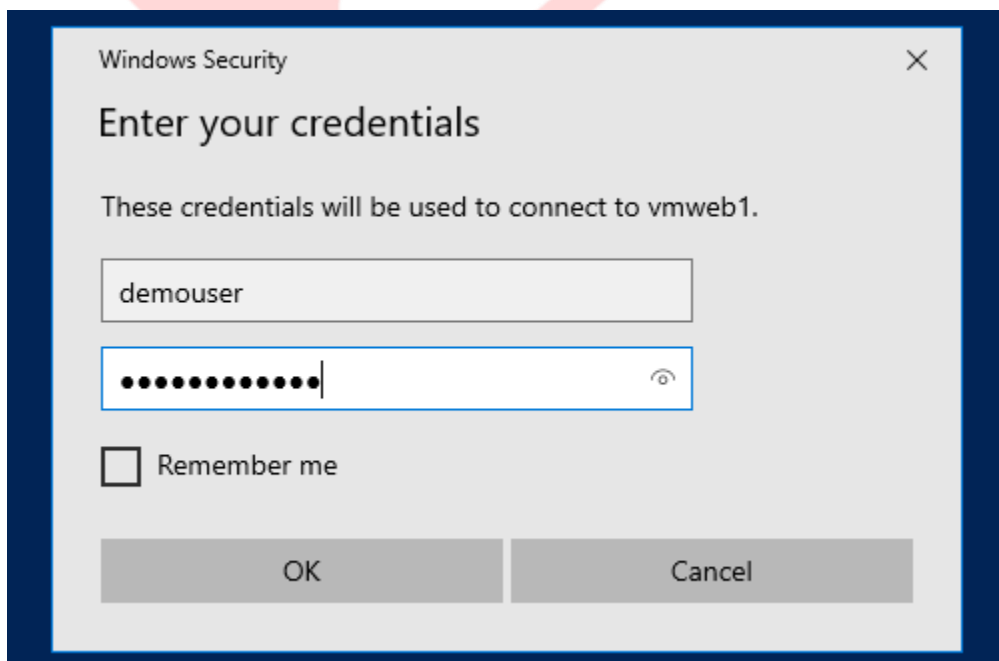 Windows Security
Enter your credentials
These credentials will be used to connect to vmweb1.
demouser
●●●●●●●●●●●●
Remember me
OK Cancel